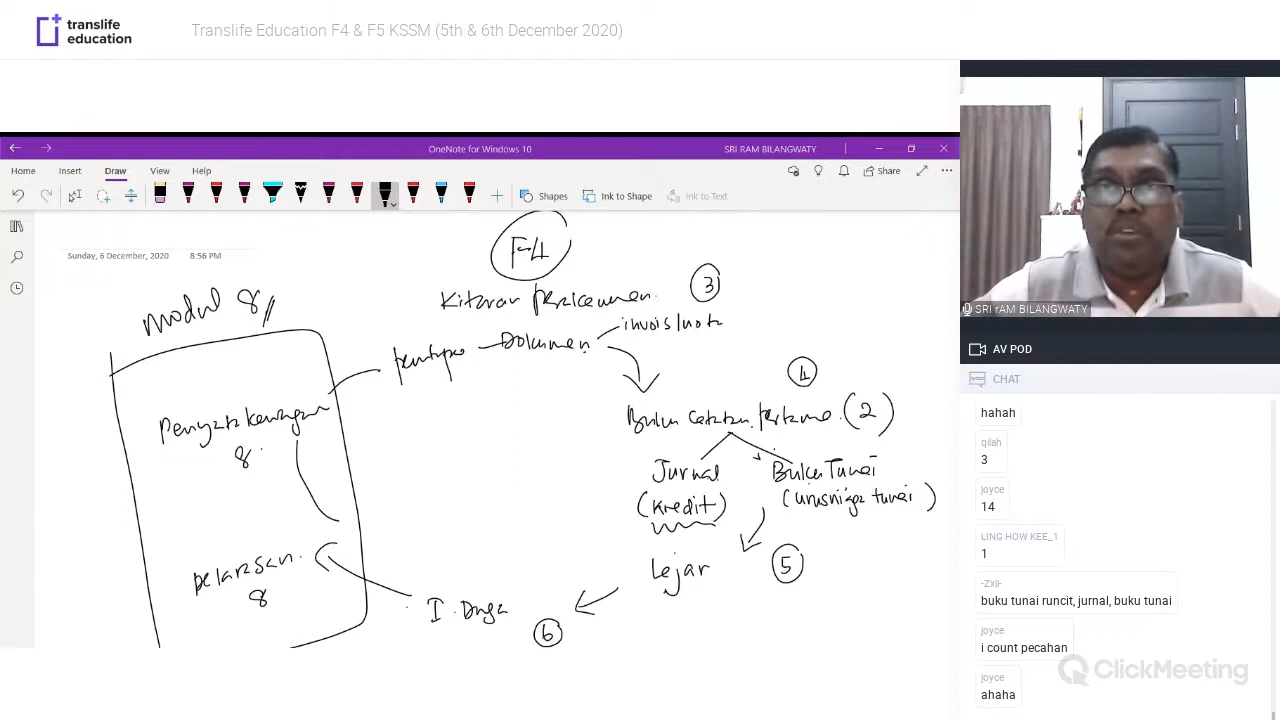 translife
education
Translife Education F4 & F5 KSSM (5th & 6th December 2020)
OneNote for Windows 10
SRI RAM BILANGWATY
Home Insert Draw View Help
Share
Shapes Ink to Shape Ink to Text
Sunday, 6 December, 2020 8:56 PM
F-4
Kitaran perakaunan. 3
Modul 8
invois/nota
penutupan Dokumen
4
Buku Catatan Pertama (2)
Penyata kewangan
8
Jurnal Buku Tunai
(kredit) (urusniaga tunai)
Lejar 5
pelarasan.
8
I. Duga
6
SRI rAM BILANGWATY
AV POD
CHAT
hahah
qilah
3
joyce
14
LING HOW KEE_1
1
-Zxii-
buku tunai runcit, jurnal, buku tunai
joyce
i count pecahan
joyce
ahaha
ClickMeeting